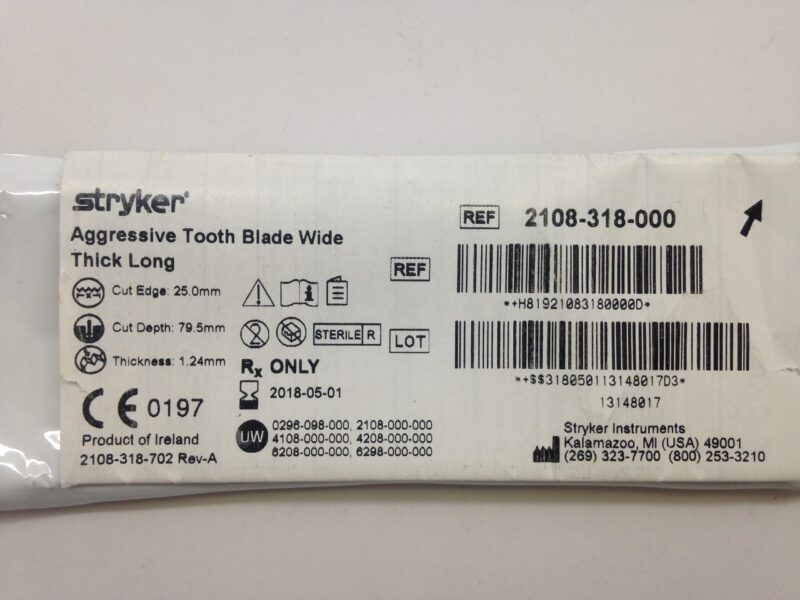 stryker
Aggressive Tooth Blade Wide
Thick Long
Cut Edge: 25.0mm
Cut Depth: 79.5mm
Thickness: 1.24mm
CE 0197
Product of Ireland
2108-318-702 Rev-A
2
STERILE R
Rx ONLY
2018-05-01
UW
0296-098-000, 2108-000-000
4108-000-000, 4208-000-000
6208-000-000, 6298-000-000
REF
LOT
REF 2108-318-000
*+H81921083180000D*
*+$$318050113148017D3*
13148017
Stryker Instruments
Kalamazoo, MI (USA) 49001
(269) 323-7700 (800) 253-3210